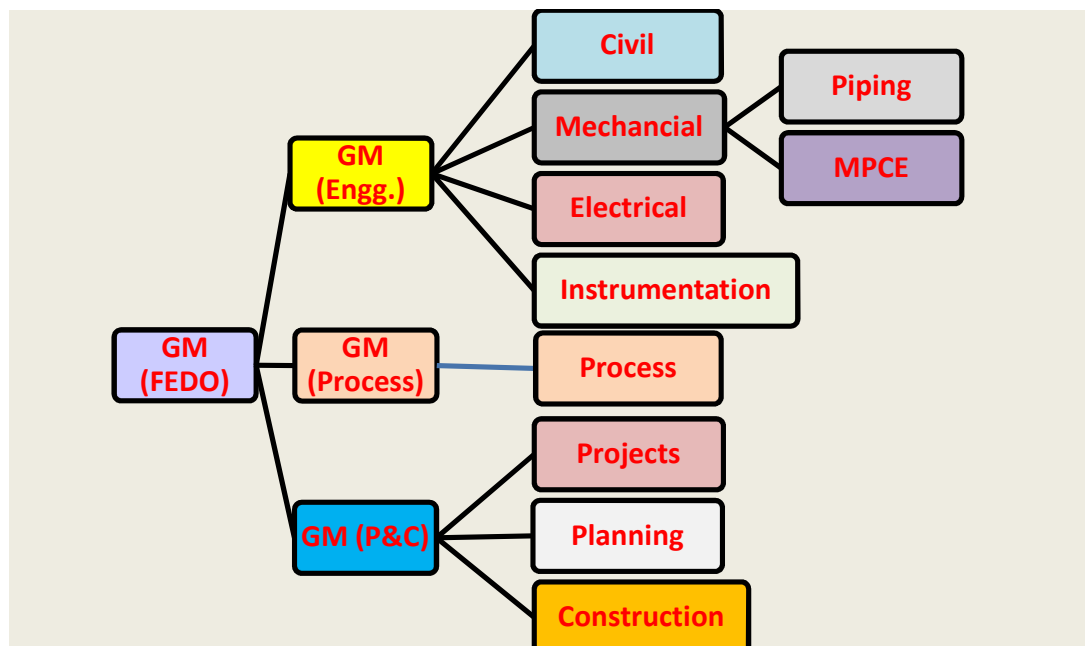 Civil
Mechancial
Piping
MPCE
GM
(Engg.)
Electrical
Instrumentation
GM
(FEDO)
GM
(Process)
Process
Projects
GM (P&C)
Planning
Construction